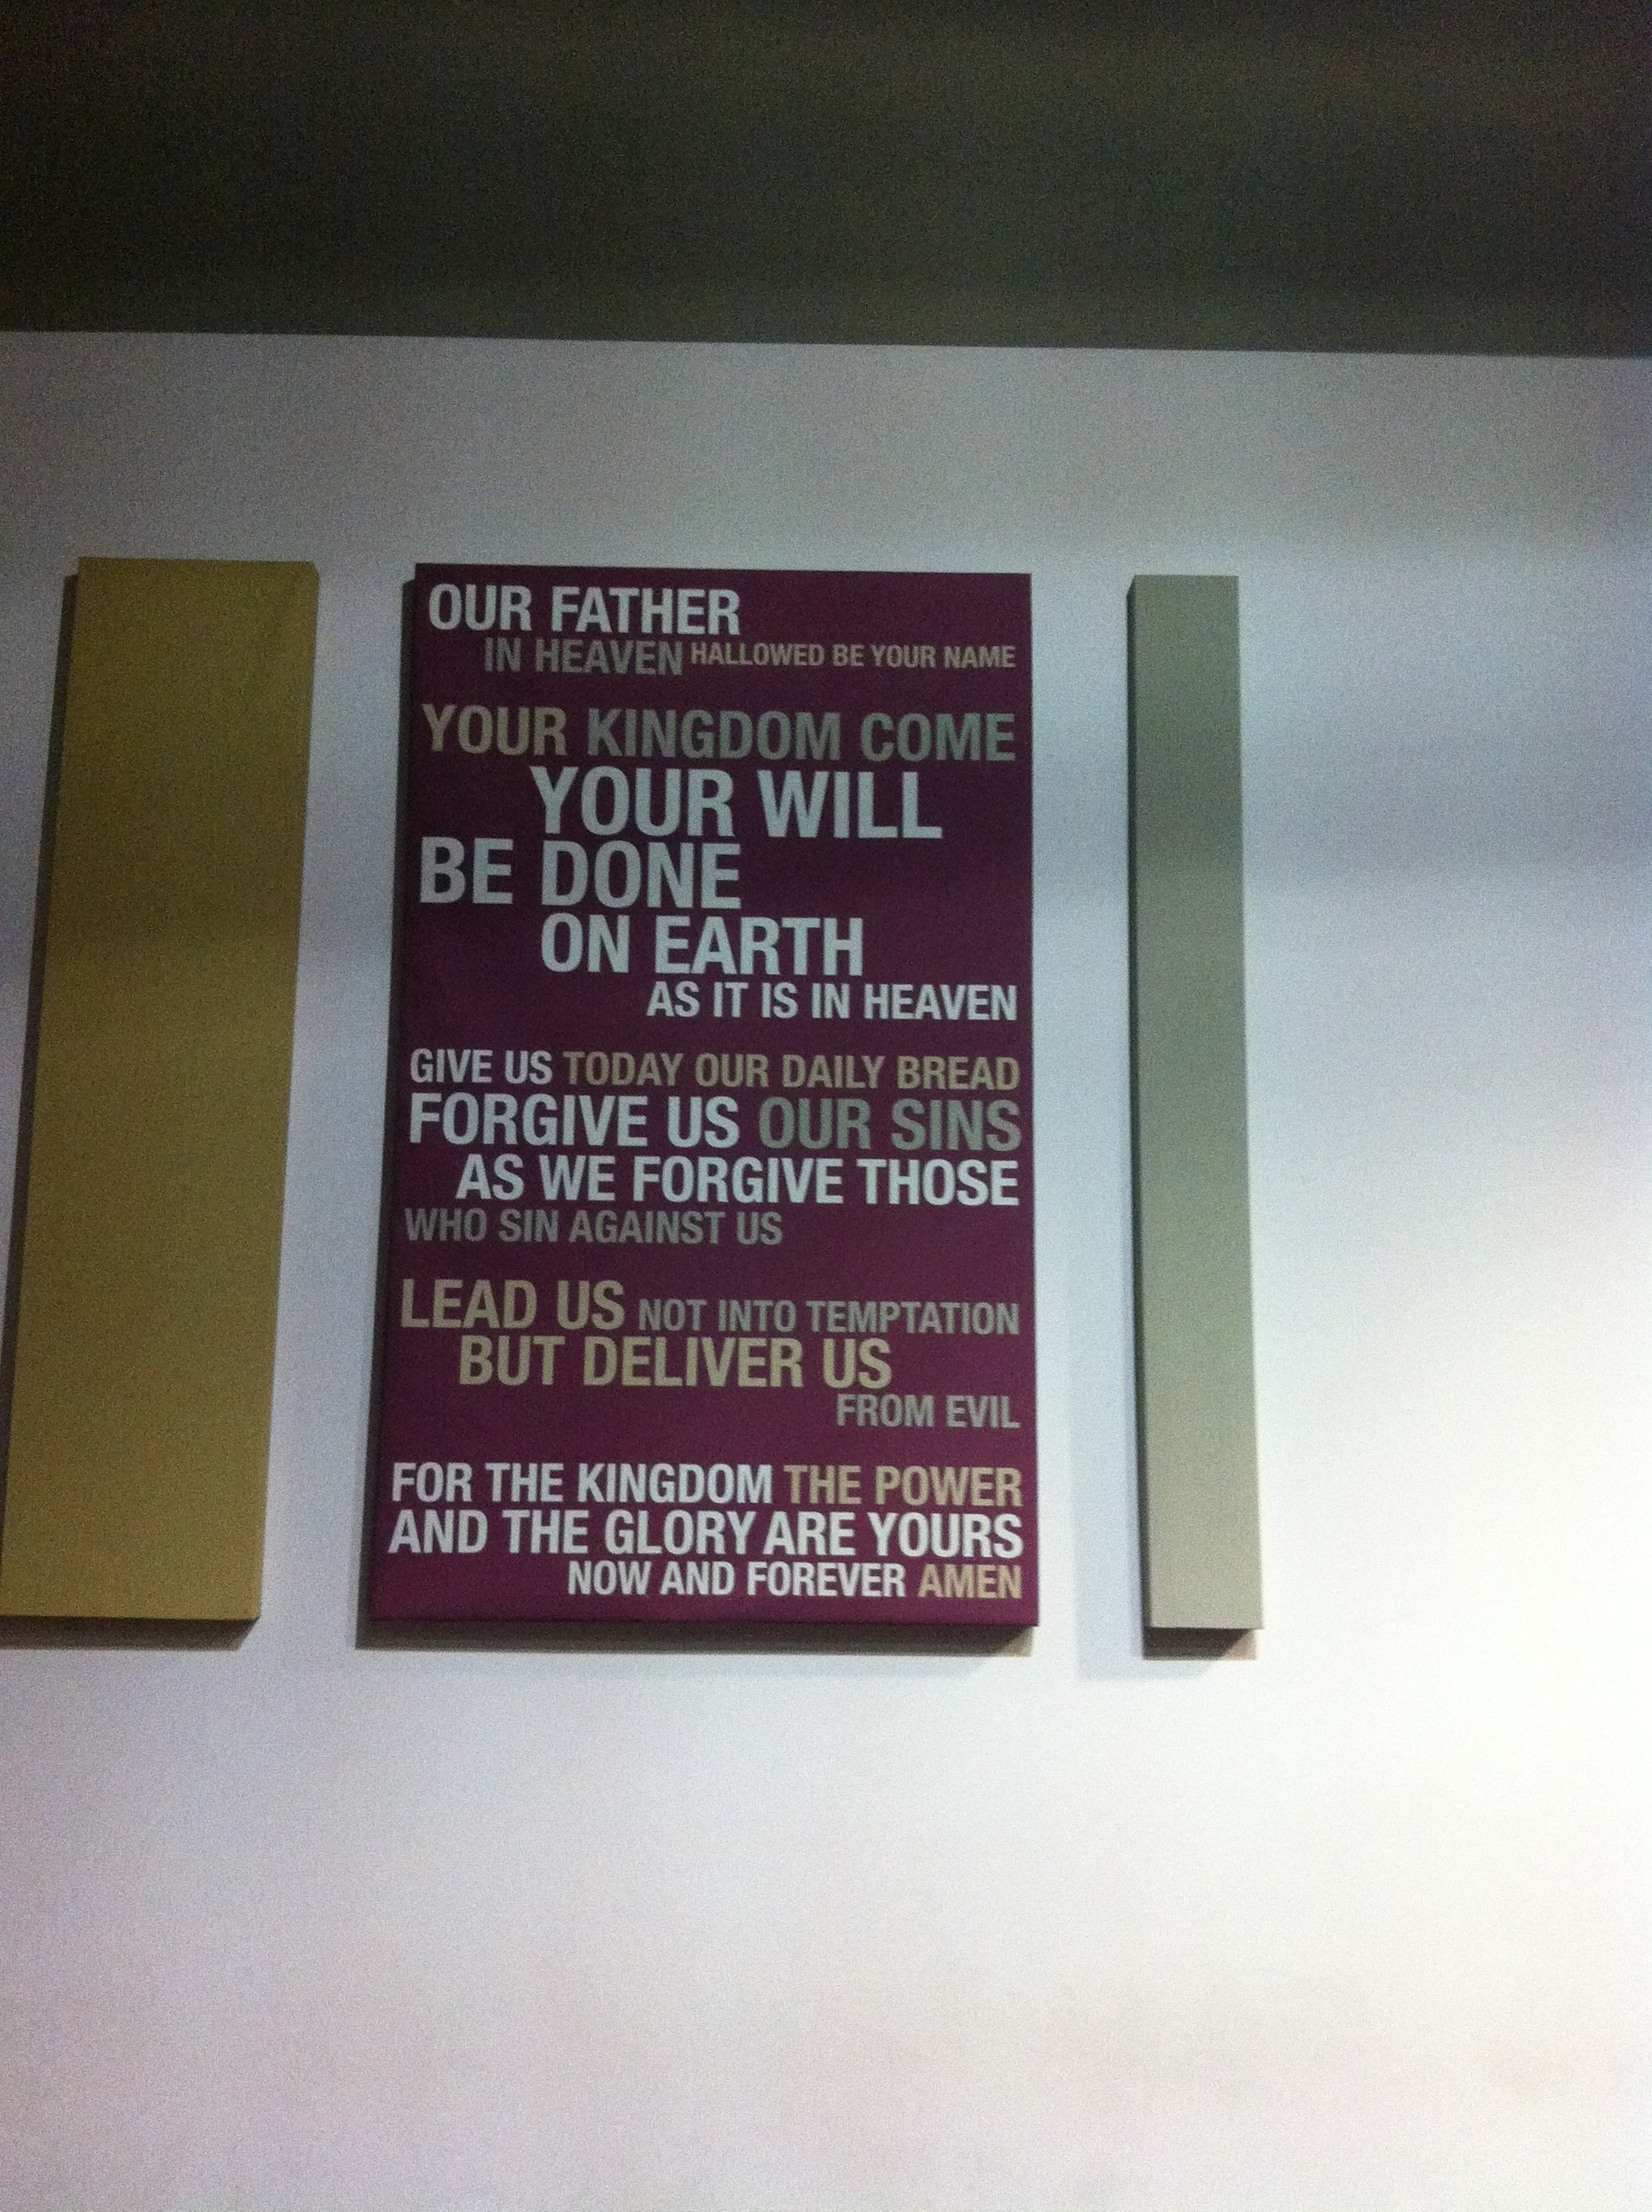 OUR FATHER
IN HEAVEN HALLOWED BE YOUR NAME
YOUR KINGDOM COME
YOUR WILL
BE DONE
ON EARTH
AS IT IS IN HEAVEN
GIVE US TODAY OUR DAILY BREAD
FORGIVE US OUR SINS
AS WE FORGIVE THOSE
WHO SIN AGAINST US
LEAD US NOT INTO TEMPTATION
BUT DELIVER US
FROM EVIL
FOR THE KINGDOM THE POWER
AND THE GLORY ARE YOURS
NOW AND FOREVER AMEN